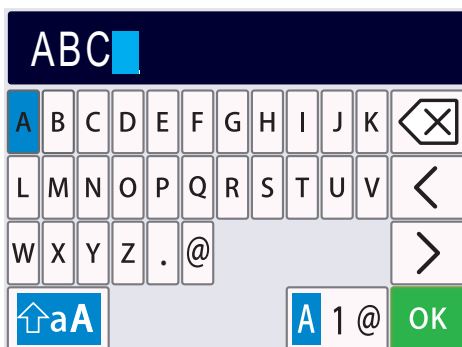 ABC
A B C D E F G H I J K
L M N O P Q R S T U V
W X Y Z . @
aA A 1 @ OK